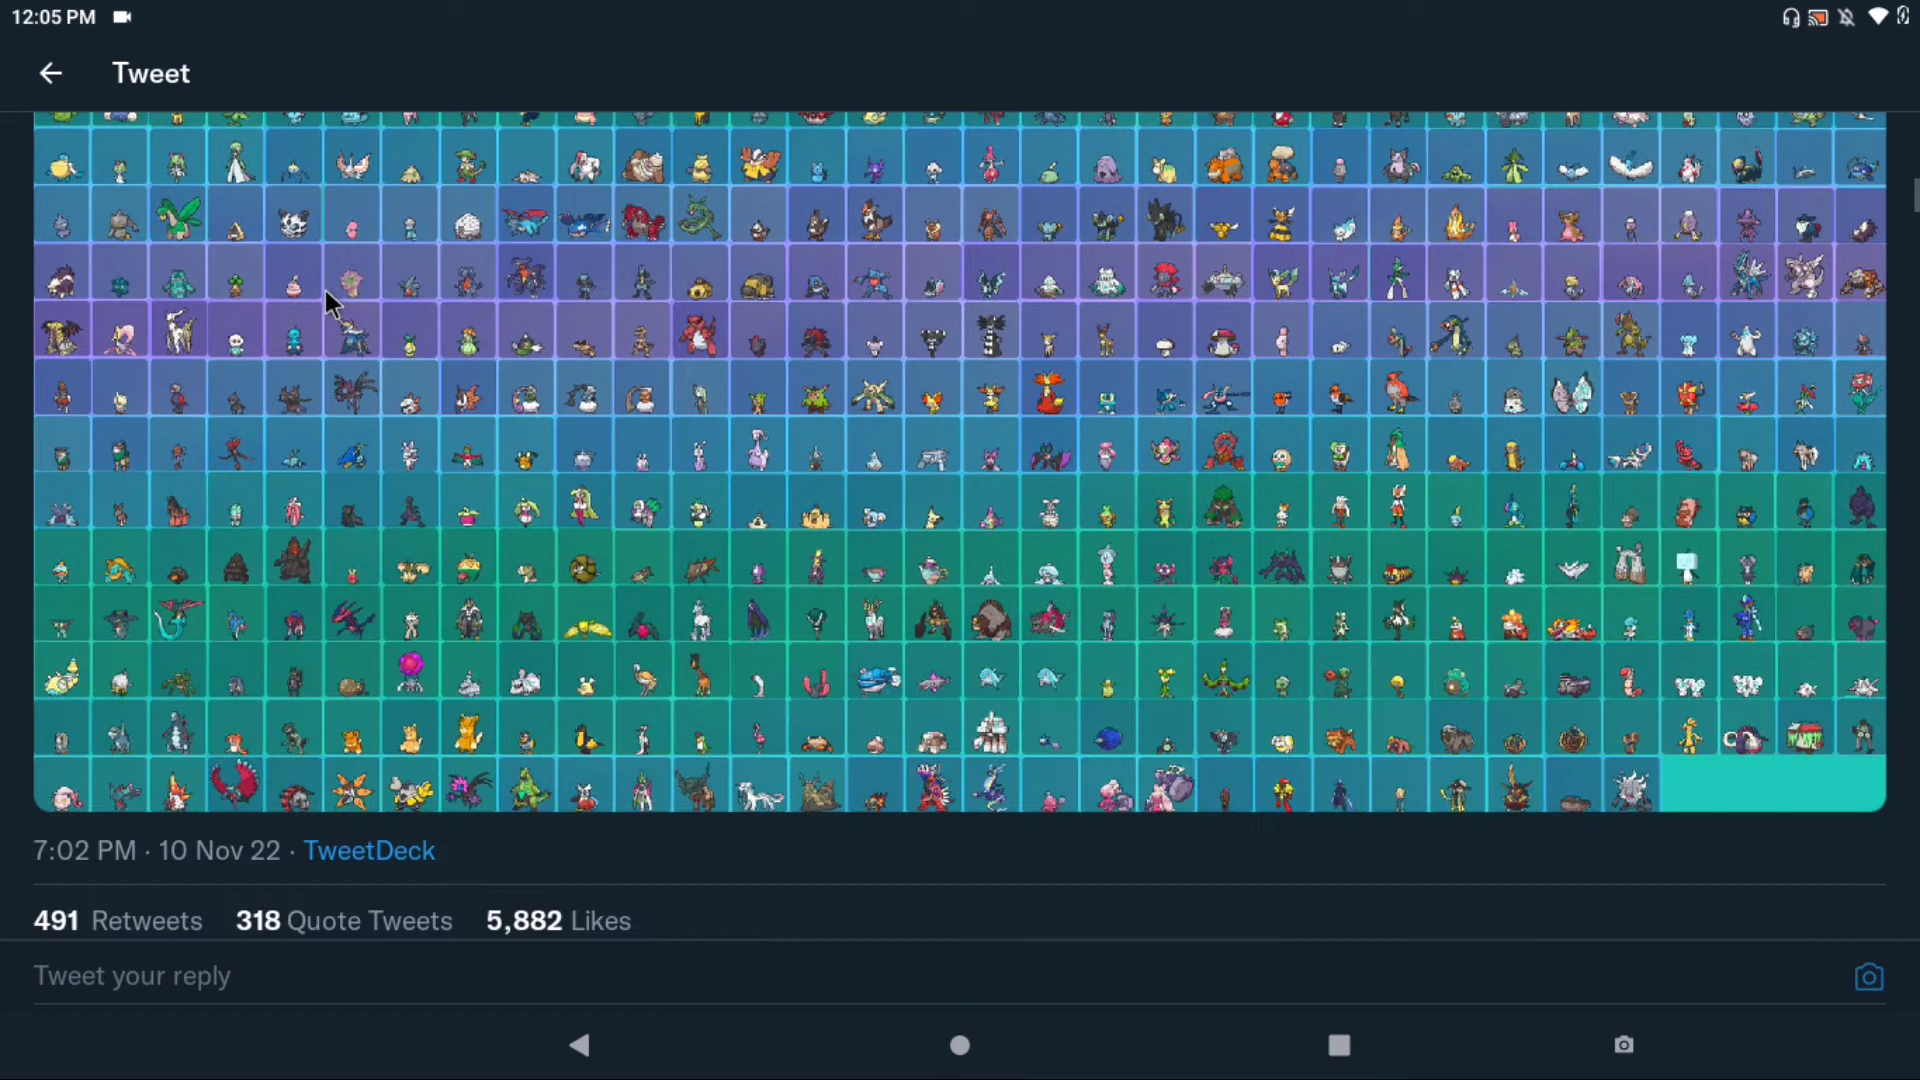 12:05 PM
Tweet
7:02 PM · 10 Nov 22 · TweetDeck
491 Retweets 318 Quote Tweets 5,882 Likes
Tweet your reply